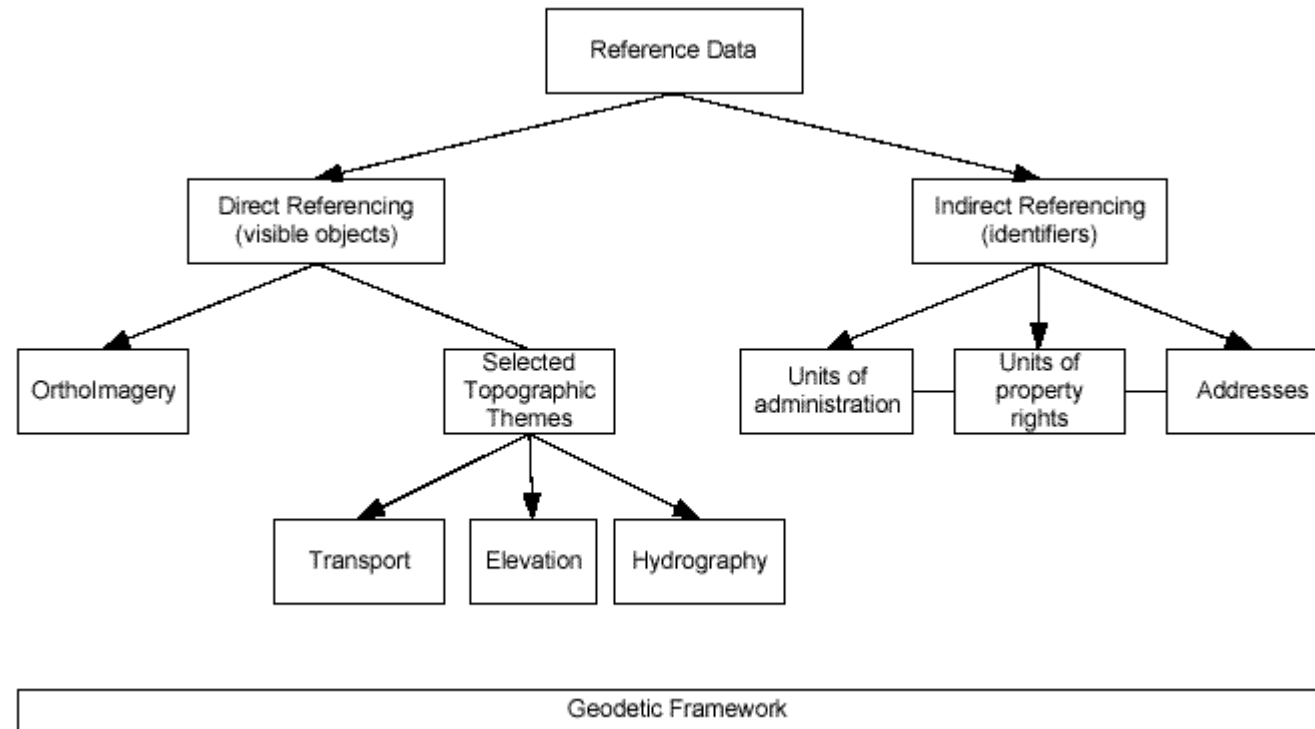 Reference Data
Direct Referencing
(visible objects)
Indirect Referencing
(identifiers)
OrthoImagery
Selected
Topographic
Themes
Units of
administration
Units of
property
rights
Addresses
Transport
Elevation
Hydrography
Geodetic Framework